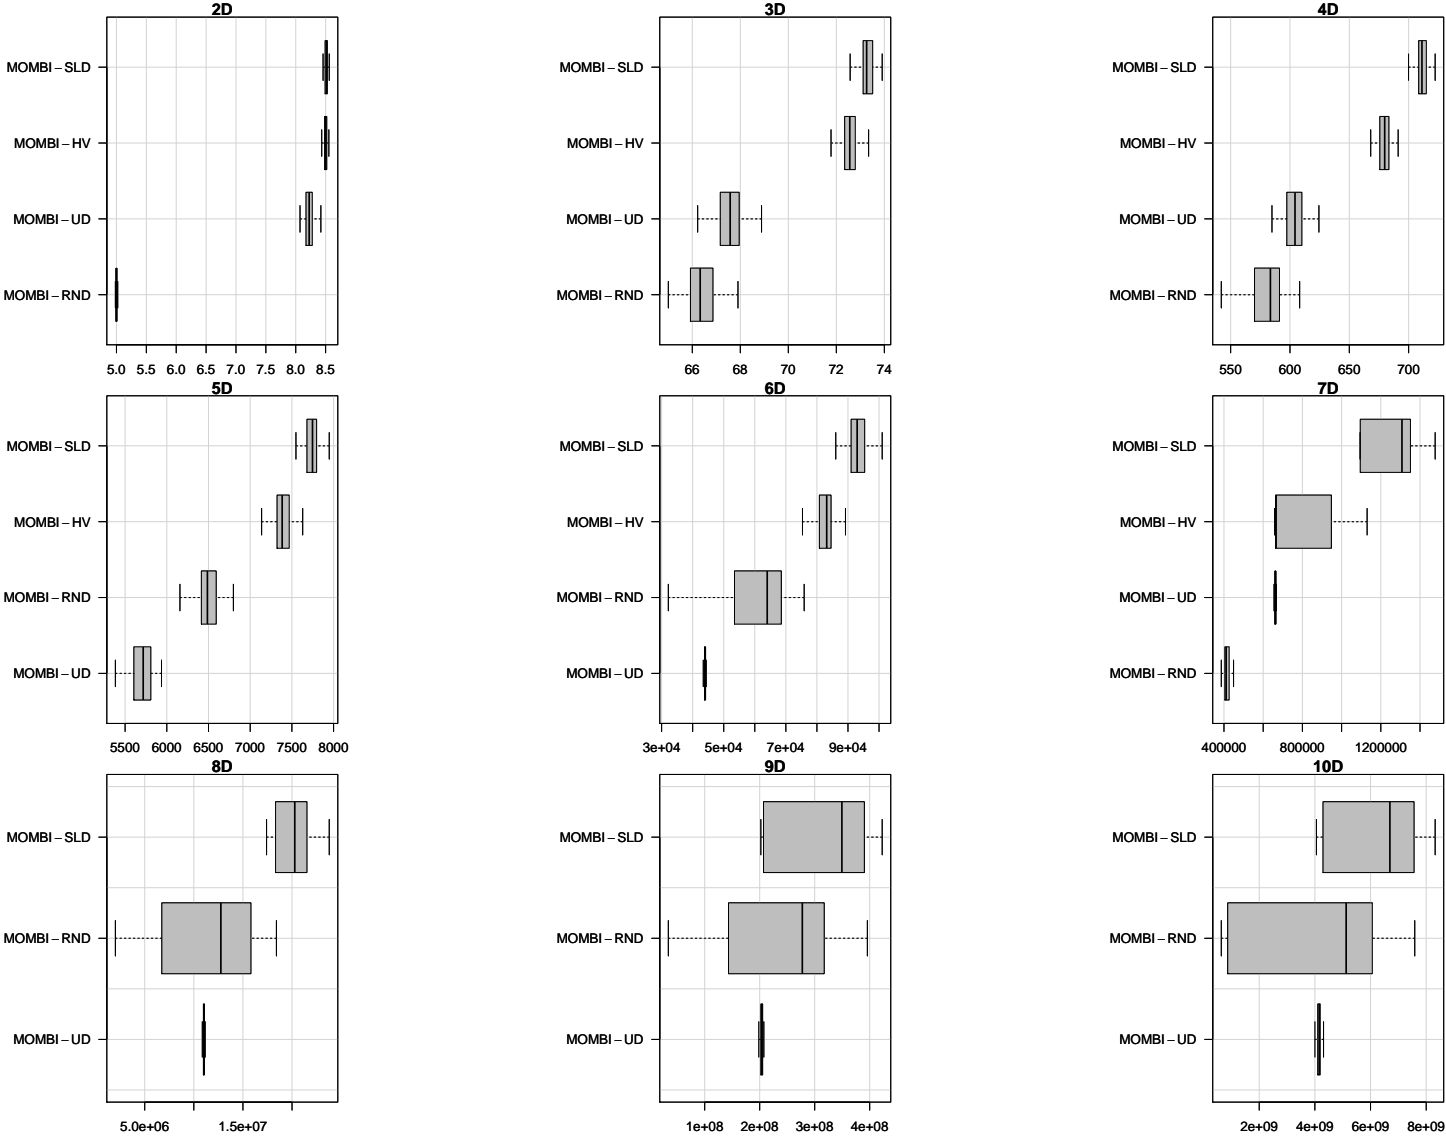 2D
MOMBI–SLD
MOMBI–HV
MOMBI–UD
MOMBI–RND
5.0 5.5 6.0 6.5 7.0 7.5 8.0 8.5
3D
MOMBI–SLD
MOMBI–HV
MOMBI–UD
MOMBI–RND
66 68 70 72 74
4D
MOMBI–SLD
MOMBI–HV
MOMBI–UD
MOMBI–RND
550 600 650 700
5D
MOMBI–SLD
MOMBI–HV
MOMBI–RND
MOMBI–UD
5500 6000 6500 7000 7500 8000
6D
MOMBI–SLD
MOMBI–HV
MOMBI–RND
MOMBI–UD
3e+04 5e+04 7e+04 9e+04
7D
MOMBI–SLD
MOMBI–HV
MOMBI–UD
MOMBI–RND
400000 800000 1200000
8D
MOMBI–SLD
MOMBI–RND
MOMBI–UD
5.0e+06 1.5e+07
9D
MOMBI–SLD
MOMBI–RND
MOMBI–UD
1e+08 2e+08 3e+08 4e+08
10D
MOMBI–SLD
MOMBI–RND
MOMBI–UD
2e+09 4e+09 6e+09 8e+09